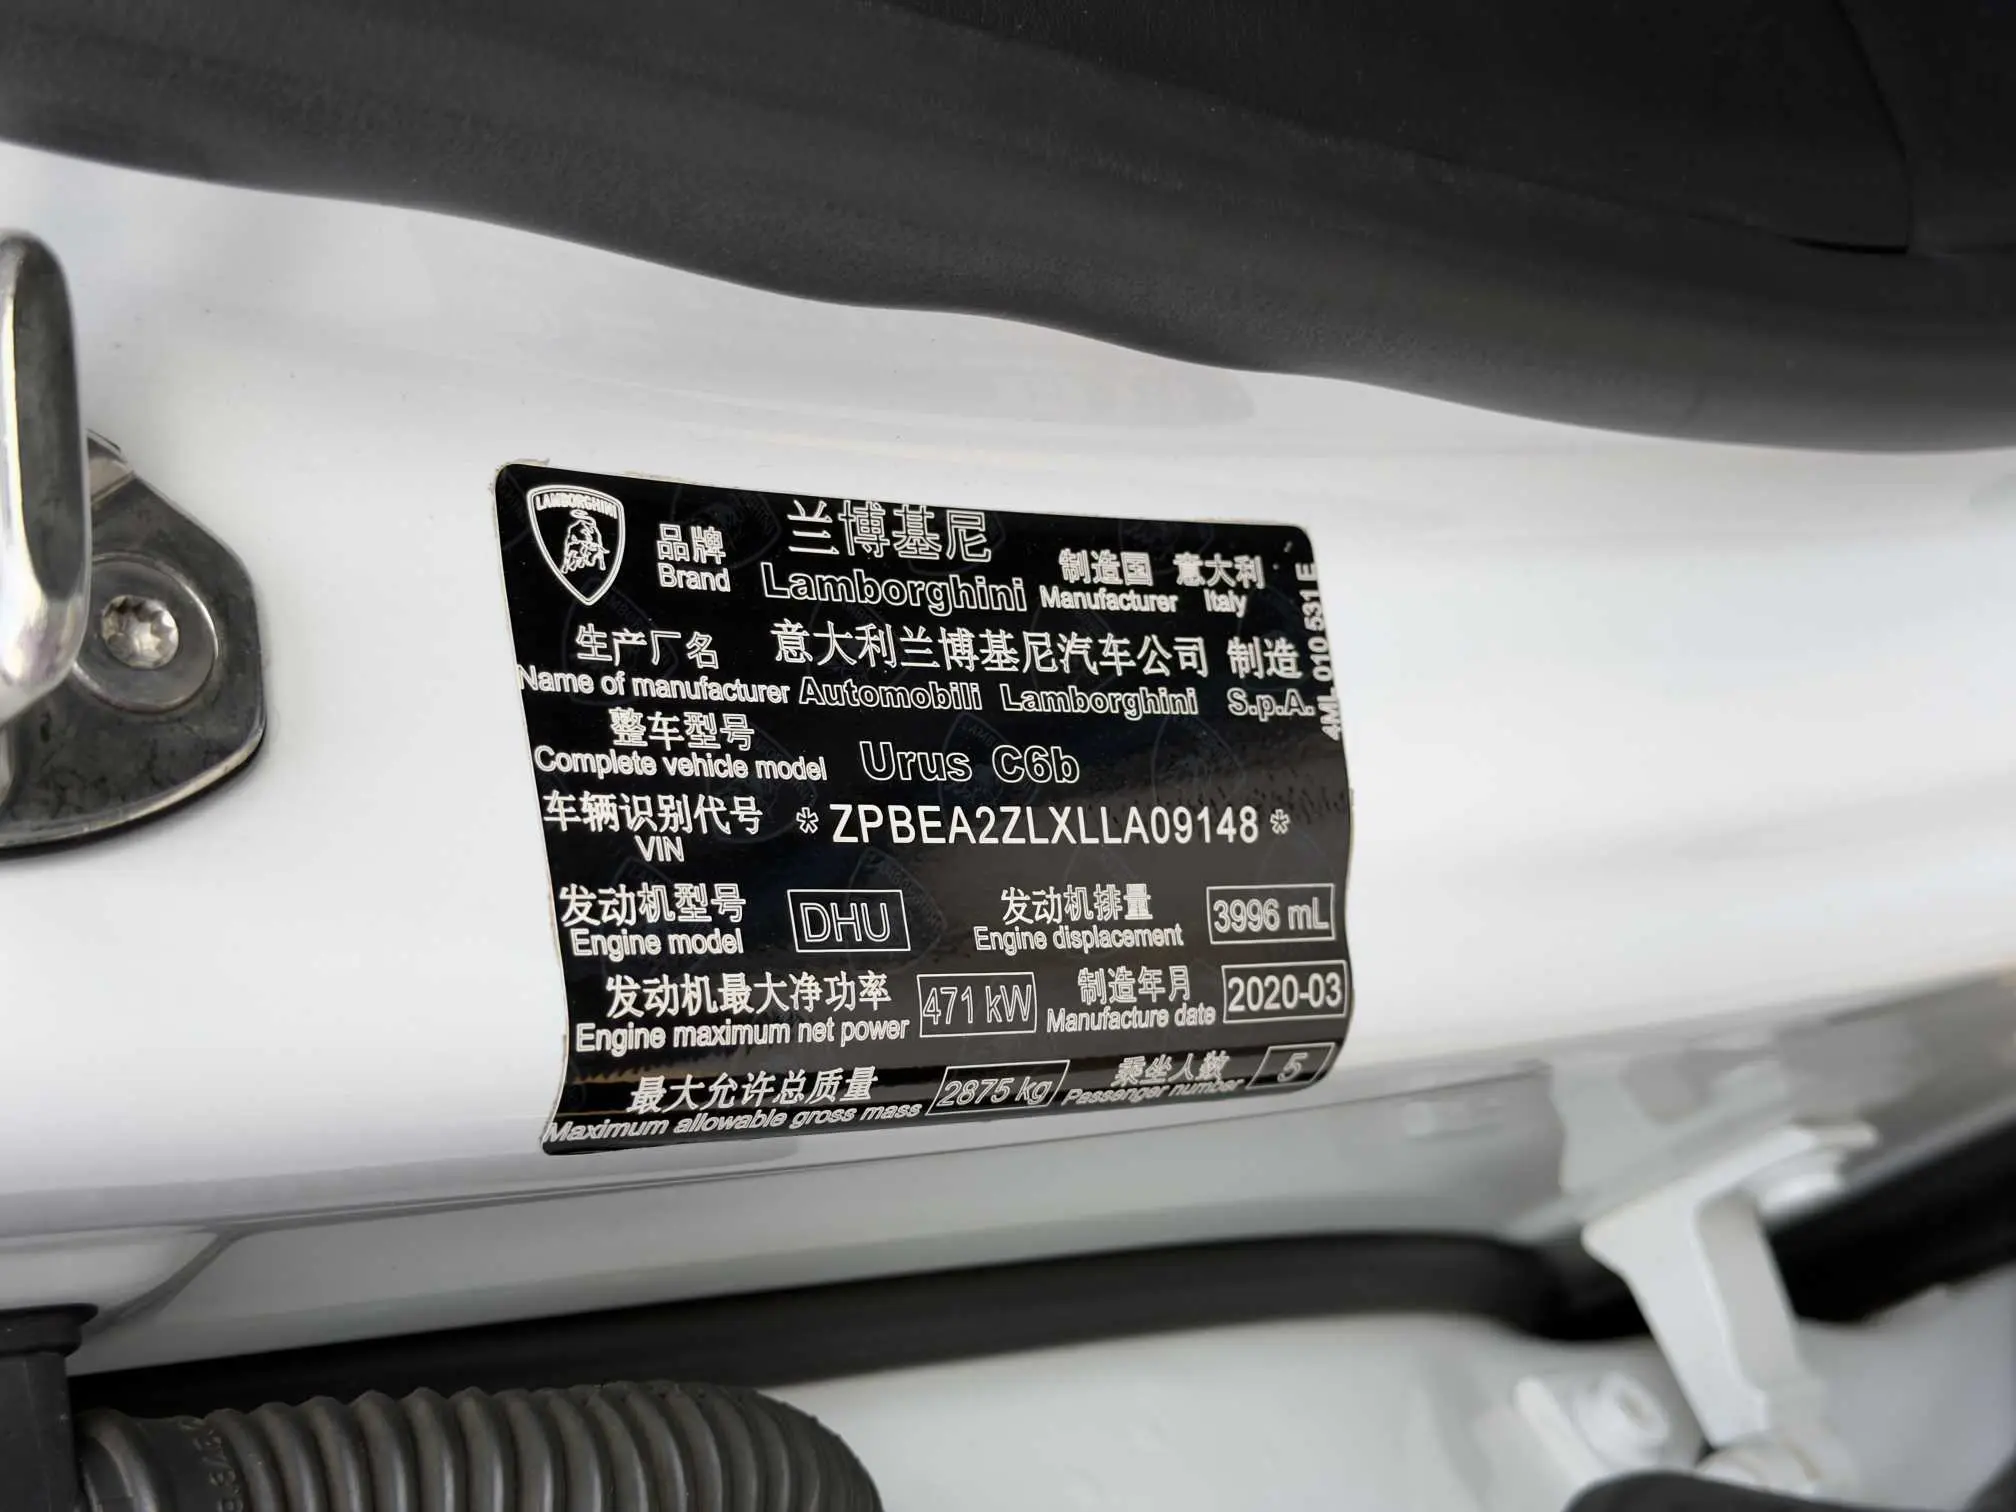 LAMBORGHINI
品牌 兰博基尼 制造国 意大利
Brand Lamborghini Manufacturer Italy
生产厂名 意大利兰博基尼汽车公司 制造
Name of manufacturer Automobili Lamborghini S.p.A.
整车型号
Complete vehicle model Urus C6b
车辆识别代号 * ZPBEA2ZLXLLA09148 *
VIN
发动机型号 DHU 发动机排量 3996 mL
Engine model Engine displacement
发动机最大净功率 471 kW 制造年月 2020-03
Engine maximum net power Manufacture date
最大允许总质量 2875 kg 乘坐人数 5
Maximum allowable gross mass Passenger number
4ML 010 531 E